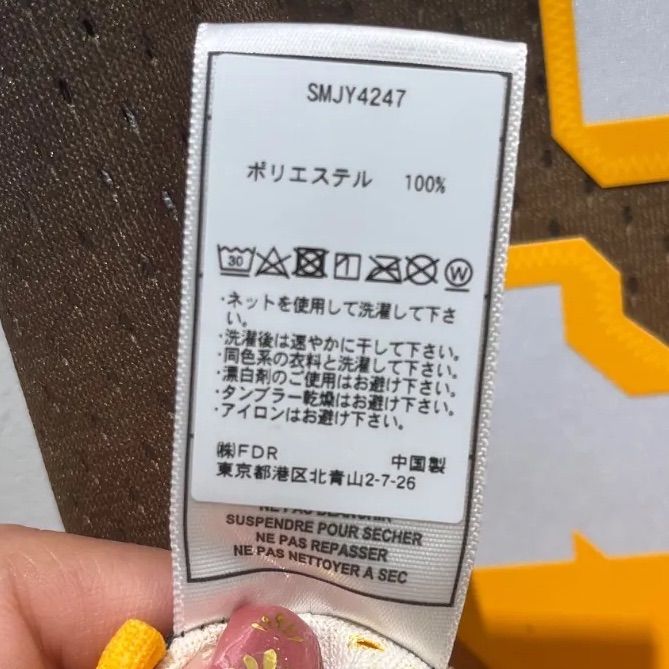 SMJY4247
ポリエステル 100%
30
W
・ネットを使用して洗濯して下さ
い。
・洗濯後は速やかに干して下さい。
・同色系の衣料と洗濯して下さい。
・漂白剤のご使用はお避け下さい。
・タンブラー乾燥はお避け下さい。
・アイロンはお避け下さい。
㈱FDR 中国製
東京都港区北青山2-7-26
NE PAS BLANCHIR
SUSPENDRE POUR SECHER
NE PAS REPASSER
NE PAS NETTOYER A SEC